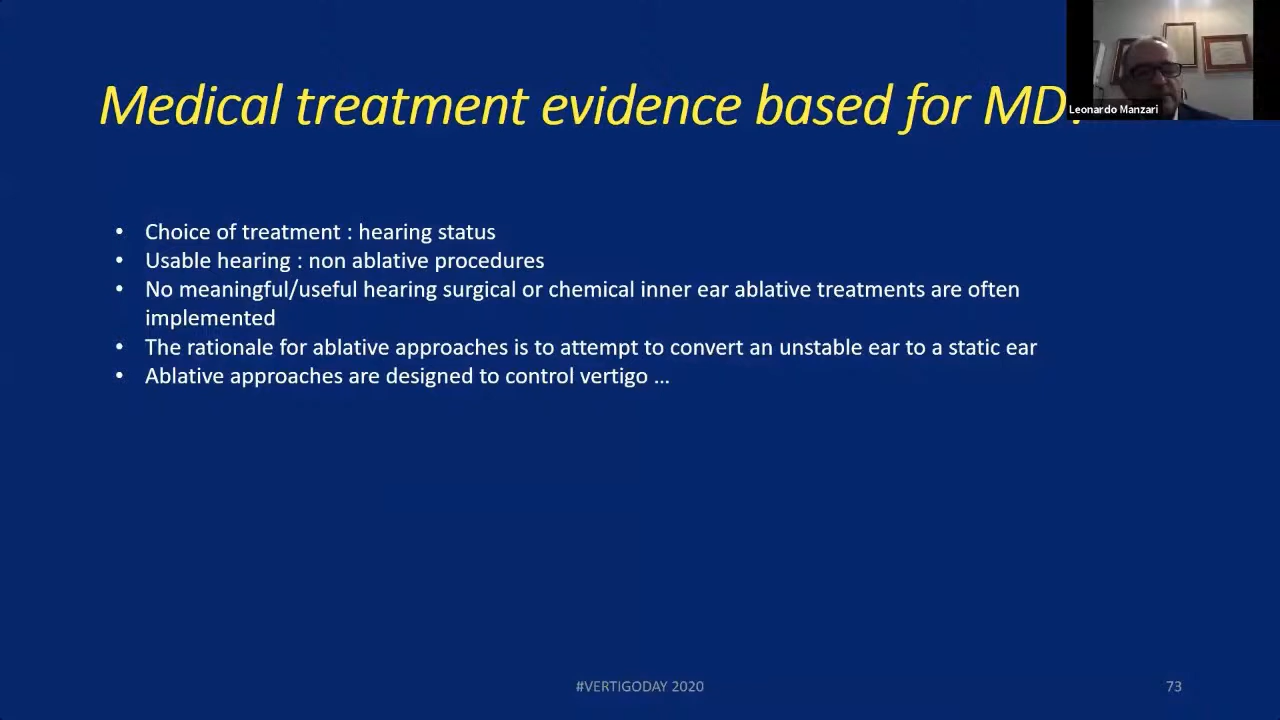 Medical treatment evidence based for MD?
Leonardo Manzari
• Choice of treatment : hearing status
• Usable hearing : non ablative procedures
• No meaningful/useful hearing surgical or chemical inner ear ablative treatments are often
implemented
• The rationale for ablative approaches is to attempt to convert an unstable ear to a static ear
• Ablative approaches are designed to control vertigo ...
#VERTIGODAY 2020
73